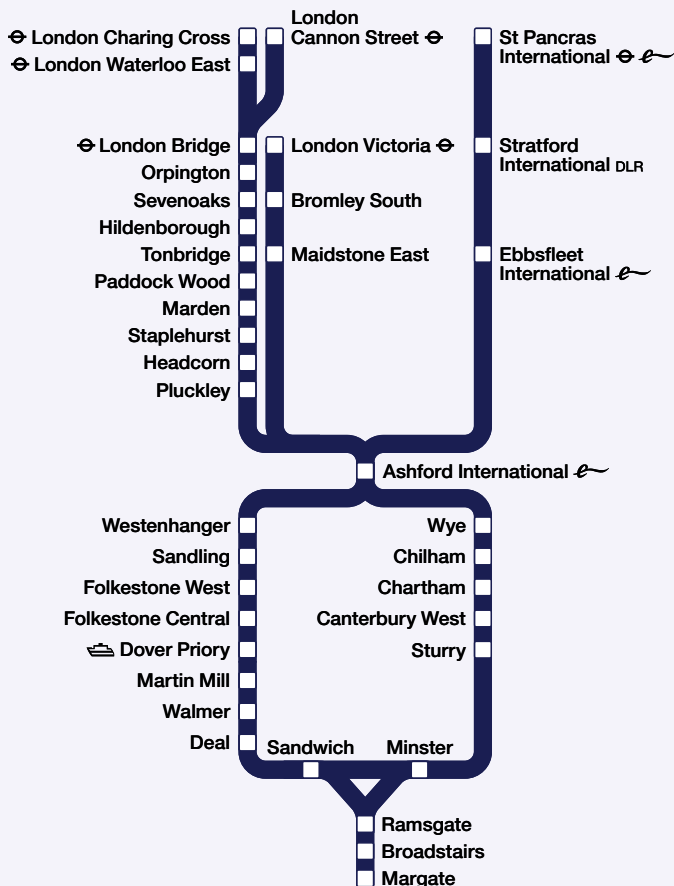 London
London Charing Cross
Cannon Street
St Pancras
International
London Waterloo East
London Bridge
London Victoria
Stratford
International DLR
Orpington
Sevenoaks
Bromley South
Hildenborough
Tonbridge
Maidstone East
Ebbsfleet
International
Paddock Wood
Marden
Staplehurst
Headcorn
Pluckley
Ashford International
Westenhanger
Wye
Sandling
Chilham
Folkestone West
Chartham
Folkestone Central
Canterbury West
Dover Priory
Sturry
Martin Mill
Walmer
Deal
Sandwich
Minster
Ramsgate
Broadstairs
Margate